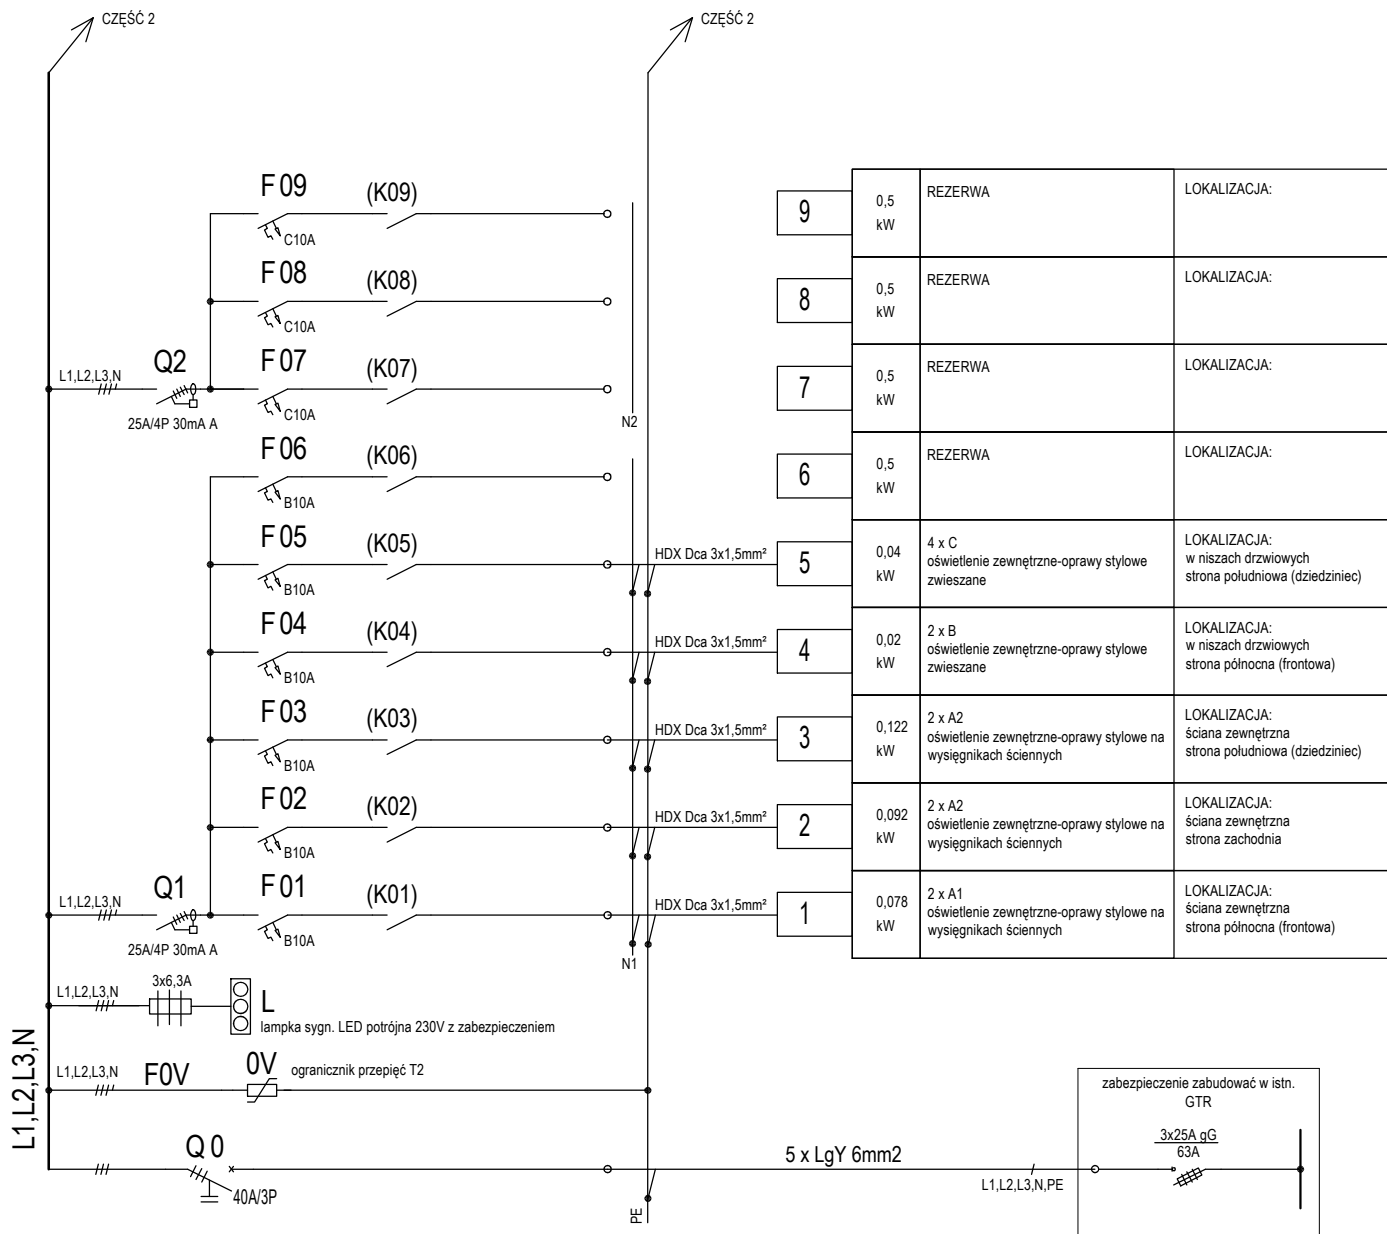 CZĘŚĆ 2
CZĘŚĆ 2
F09
(K09)
C10A
9
0,5
kW
REZERWA
LOKALIZACJA:
F08
(K08)
C10A
8
0,5
kW
REZERWA
LOKALIZACJA:
L1,L2,L3,N
Q2
25A/4P 30mA A
F07
(K07)
C10A
N2
7
0,5
kW
REZERWA
LOKALIZACJA:
F06
(K06)
B10A
6
0,5
kW
REZERWA
LOKALIZACJA:
F05
(K05)
B10A
HDX Dca 3x1,5mm²
5
0,04
kW
4 x C
oświetlenie zewnętrzne-oprawy stylowe
zwieszane
LOKALIZACJA:
w niszach drzwiowych
strona południowa (dziedziniec)
F04
(K04)
B10A
HDX Dca 3x1,5mm²
4
0,02
kW
2 x B
oświetlenie zewnętrzne-oprawy stylowe
zwieszane
LOKALIZACJA:
w niszach drzwiowych
strona północna (frontowa)
F03
(K03)
B10A
HDX Dca 3x1,5mm²
3
0,122
kW
2 x A2
oświetlenie zewnętrzne-oprawy stylowe na
wysięgnikach ściennych
LOKALIZACJA:
ściana zewnętrzna
strona południowa (dziedziniec)
F02
(K02)
B10A
HDX Dca 3x1,5mm²
2
0,092
kW
2 x A2
oświetlenie zewnętrzne-oprawy stylowe na
wysięgnikach ściennych
LOKALIZACJA:
ściana zewnętrzna
strona zachodnia
L1,L2,L3,N
Q1
25A/4P 30mA A
F01
(K01)
B10A
N1
HDX Dca 3x1,5mm²
1
0,078
kW
2 x A1
oświetlenie zewnętrzne-oprawy stylowe na
wysięgnikach ściennych
LOKALIZACJA:
ściana zewnętrzna
strona północna (frontowa)
L1,L2,L3,N
3x6,3A
L
lampka sygn. LED potrójna 230V z zabezpieczeniem
L1,L2,L3,N
L1,L2,L3,N
F0V
0V
ogranicznik przepięć T2
Q0
40A/3P
PE
5 x LgY 6mm2
L1,L2,L3,N,PE
zabezpieczenie zabudować w istn.
GTR
3x25A gG
63A